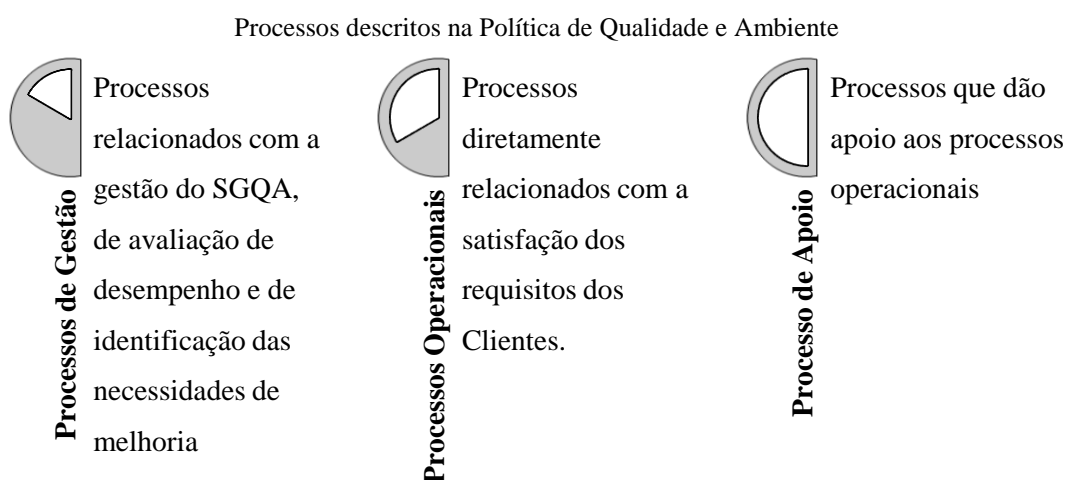 Processos descritos na Política de Qualidade e Ambiente
Processos de Gestão
Processos
relacionados com a
gestão do SGQA,
de avaliação de
desempenho e de
identificação das
necessidades de
melhoria
Processos Operacionais
Processos
diretamente
relacionados com a
satisfação dos
requisitos dos
Clientes.
Processo de Apoio
Processos que dão
apoio aos processos
operacionais